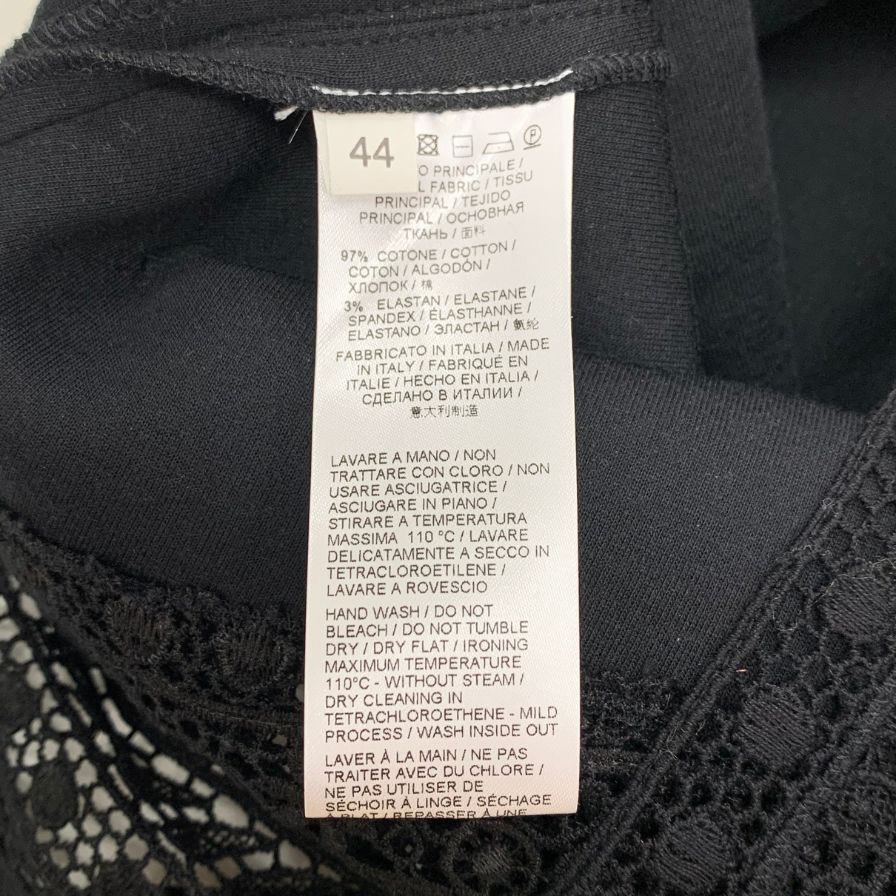 44
O PRINCIPALE /
L FABRIC / TISSU
PRINCIPAL / TEJIDO
PRINCIPAL / ОСНОВНАЯ
ТКАНЬ / 面料
97% COTONE / COTTON /
COTON / ALGODÓN /
ХЛОПОК / 棉
3% ELASTAN / ELASTANE /
SPANDEX / ÉLASTHANNE /
ELASTANO / ЭЛАСТАН / 氨纶
FABBRICATO IN ITALIA / MADE
IN ITALY / FABRIQUÉ EN
ITALIE / HECHO EN ITALIA /
СДЕЛАНО В ИТАЛИИ /
意大利制造
LAVARE A MANO / NON
TRATTARE CON CLORO / NON
USARE ASCIUGATRICE /
ASCIUGARE IN PIANO /
STIRARE A TEMPERATURA
MASSIMA 110 °C / LAVARE
DELICATAMENTE A SECCO IN
TETRACLOROETILENE /
LAVARE A ROVESCIO
HAND WASH / DO NOT
BLEACH / DO NOT TUMBLE
DRY / DRY FLAT / IRONING
MAXIMUM TEMPERATURE
110°C - WITHOUT STEAM /
DRY CLEANING IN
TETRACHLOROETHENE - MILD
PROCESS / WASH INSIDE OUT
LAVER À LA MAIN / NE PAS
TRAITER AVEC DU CHLORE /
NE PAS UTILISER DE
SÉCHOIR À LINGE / SÉCHAGE
À PLAT / REPASSER À UNE